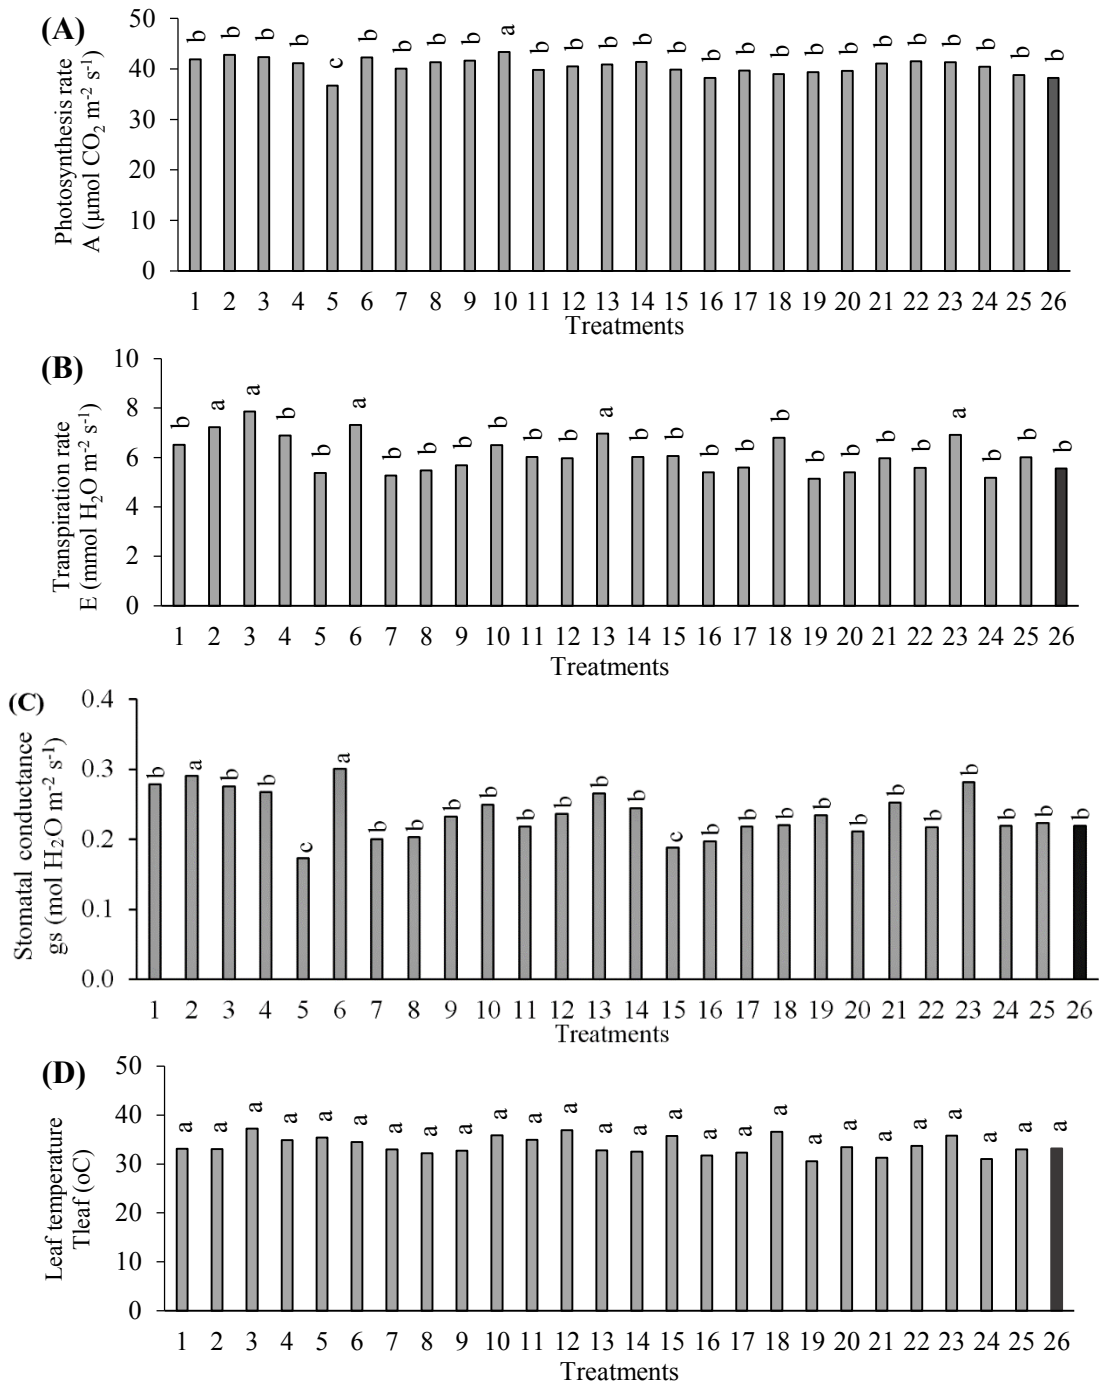 (A)
Photosynthesis rate
A (μmol CO2 m-2 s-1)
50
40
30
20
10
0
b b b b c b b b b a b b b b b b b b b b b b b b b b
1 2 3 4 5 6 7 8 9 10 11 12 13 14 15 16 17 18 19 20 21 22 23 24 25 26
Treatments
(B)
Transpiration rate
E (mmol H2O m-2 s-1)
10
8
6
4
2
0
b a a b b a b b b b b b a b b b b b b b b b a b b b
1 2 3 4 5 6 7 8 9 10 11 12 13 14 15 16 17 18 19 20 21 22 23 24 25 26
Treatments
(C)
Stomatal conductance
gs (mol H2O m-2 s-1)
0.4
0.3
0.2
0.1
0.0
b a b b c a b b b b b b b b c b b b b b b b b b b b
1 2 3 4 5 6 7 8 9 10 11 12 13 14 15 16 17 18 19 20 21 22 23 24 25 26
Treatments
(D)
Leaf temperature
Tleaf (oC)
50
40
30
20
10
0
a a a a a a a a a a a a a a a a a a a a a a a a a a
1 2 3 4 5 6 7 8 9 10 11 12 13 14 15 16 17 18 19 20 21 22 23 24 25 26
Treatments